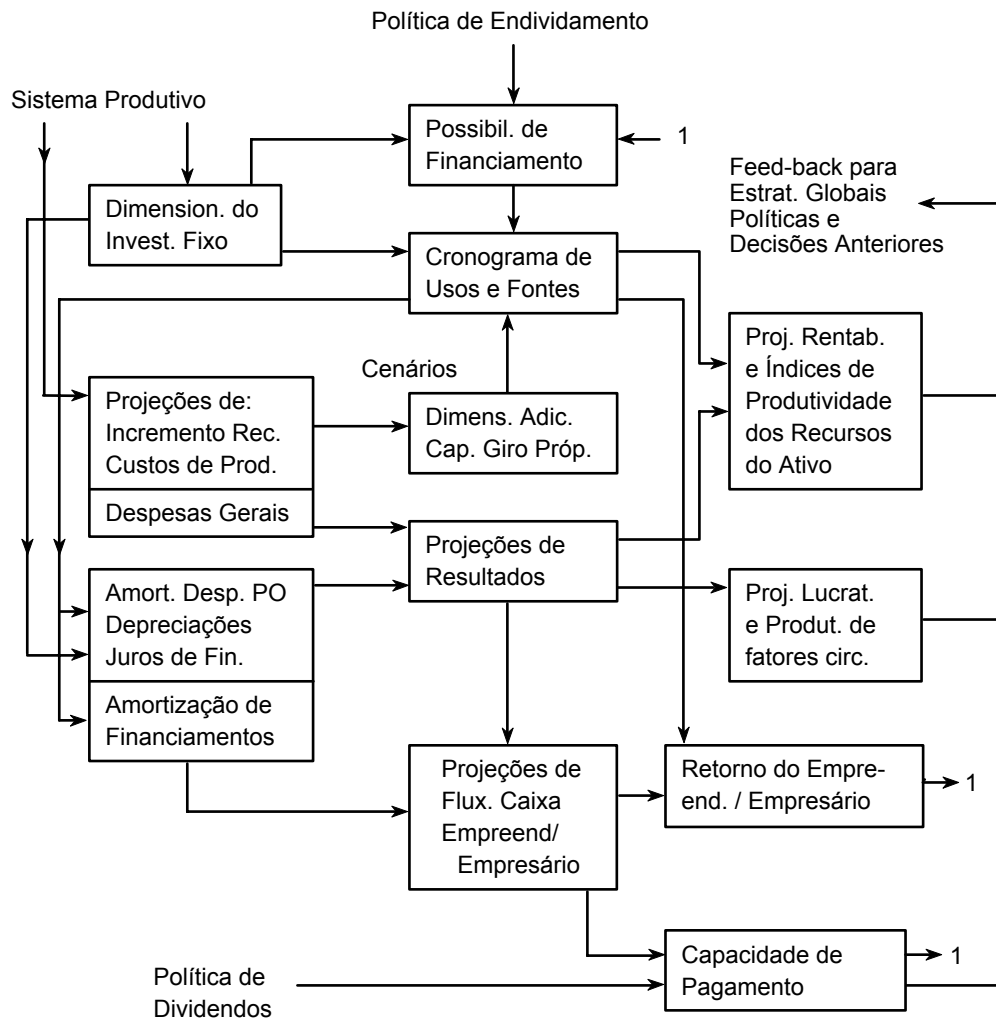 Política de Endividamento
Sistema Produtivo
Possibil. de
Financiamento
1
Feed-back para
Estrat. Globais
Políticas e
Decisões Anteriores
Dimension. do
Invest. Fixo
Cronograma de
Usos e Fontes
Proj. Rentab.
e Índices de
Produtividade
dos Recursos
do Ativo
Cenários
Projeções de:
Incremento Rec.
Custos de Prod.
Despesas Gerais
Dimens. Adic.
Cap. Giro Próp.
Projeções de
Resultados
Amort. Desp. PO
Depreciações
Juros de Fin.
Amortização de
Financiamentos
Proj. Lucrat.
e Produt. de
fatores circ.
Projeções de
Flux. Caixa
Empreend/
Empresário
Retorno do Empre-
end. / Empresário
1
Capacidade de
Pagamento
1
Política de
Dividendos